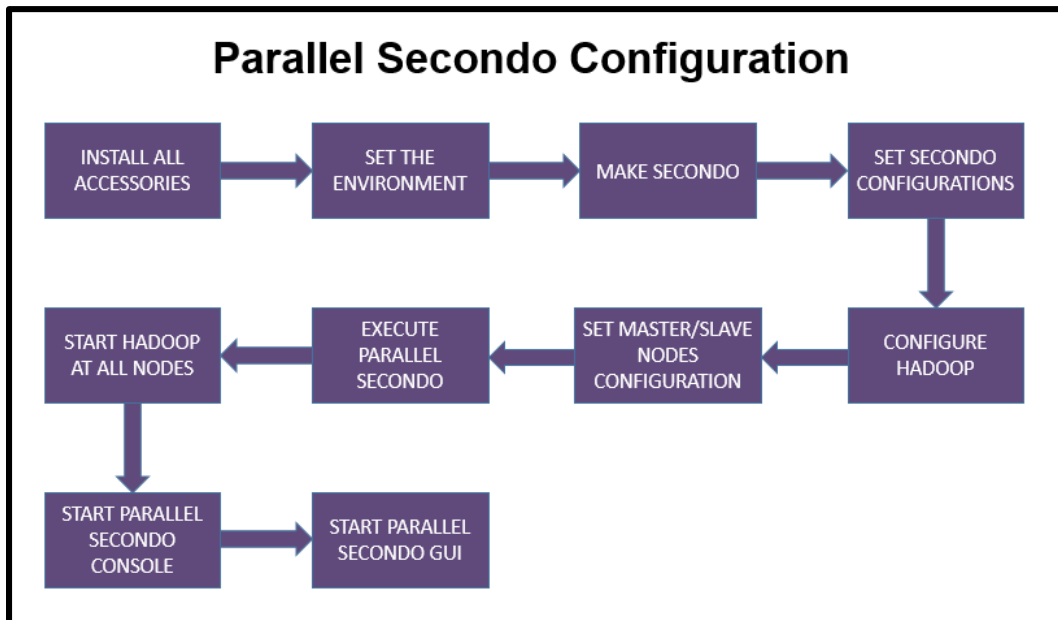 Parallel Secondo Configuration
INSTALL ALL
ACCESSORIES
SET THE
ENVIRONMENT
MAKE SECONDO
SET SECONDO
CONFIGURATIONS
CONFIGURE
HADOOP
SET MASTER/SLAVE
NODES
CONFIGURATION
EXECUTE
PARALLEL
SECONDO
START HADOOP
AT ALL NODES
START PARALLEL
SECONDO
CONSOLE
START PARALLEL
SECONDO GUI